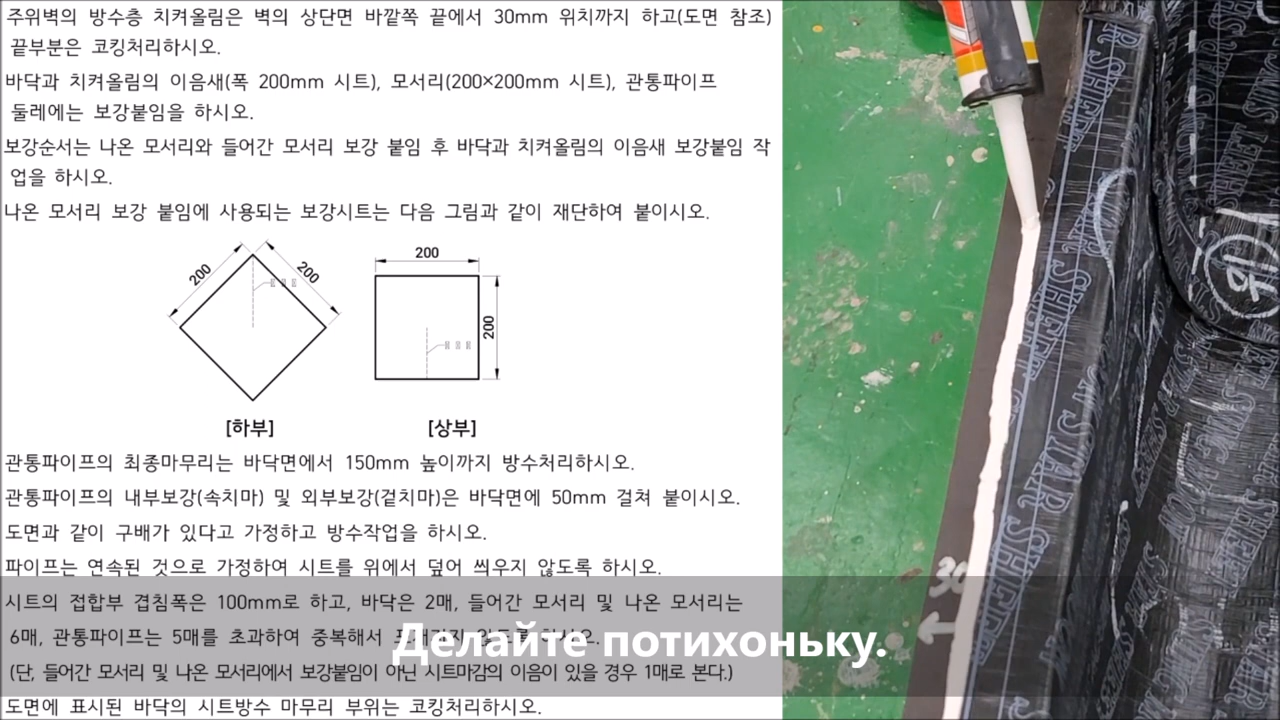 주위벽의 방수층 치켜올림은 벽의 상단면 바깥쪽 끝에서 30mm 위치까지 하고(도면 참조)
끝부분은 코킹처리하시오.
바닥과 치켜올림의 이음새(폭 200mm 시트), 모서리(200×200mm 시트), 관통파이프
둘레에는 보강붙임을 하시오.
보강순서는 나온 모서리와 들어간 모서리 보강 붙임 후 바닥과 치켜올림의 이음새 보강붙임 작
업을 하시오.
나온 모서리 보강 붙임에 사용되는 보강시트는 다음 그림과 같이 재단하여 붙이시오.
200 200 200
200
[하부] [상부]
관통파이프의 최종마무리는 바닥면에서 150mm 높이까지 방수처리하시오.
관통파이프의 내부보강(속치마) 및 외부보강(겉치마)은 바닥면에 50mm 걸쳐 붙이시오.
도면과 같이 구배가 있다고 가정하고 방수작업을 하시오.
파이프는 연속된 것으로 가정하여 시트를 위에서 덮어 씌우지 않도록 하시오.
시트의 접합부 겹침폭은 100mm로 하고, 바닥은 2매, 들어간 모서리 및 나온 모서리는
6매, 관통파이프는 5매를 초과하여 중복해서
(단, 들어간 모서리 및 나온 모서리에서 보강붙임이 아닌 시트마감의 이음이 있을 경우 1매로 본다.)
도면에 표시된 바닥의 시트방수 마무리 부위는 코킹처리하시오.
Делайте потихоньку.
30
SHEET
STAR SHEET
ON STAR SHEET